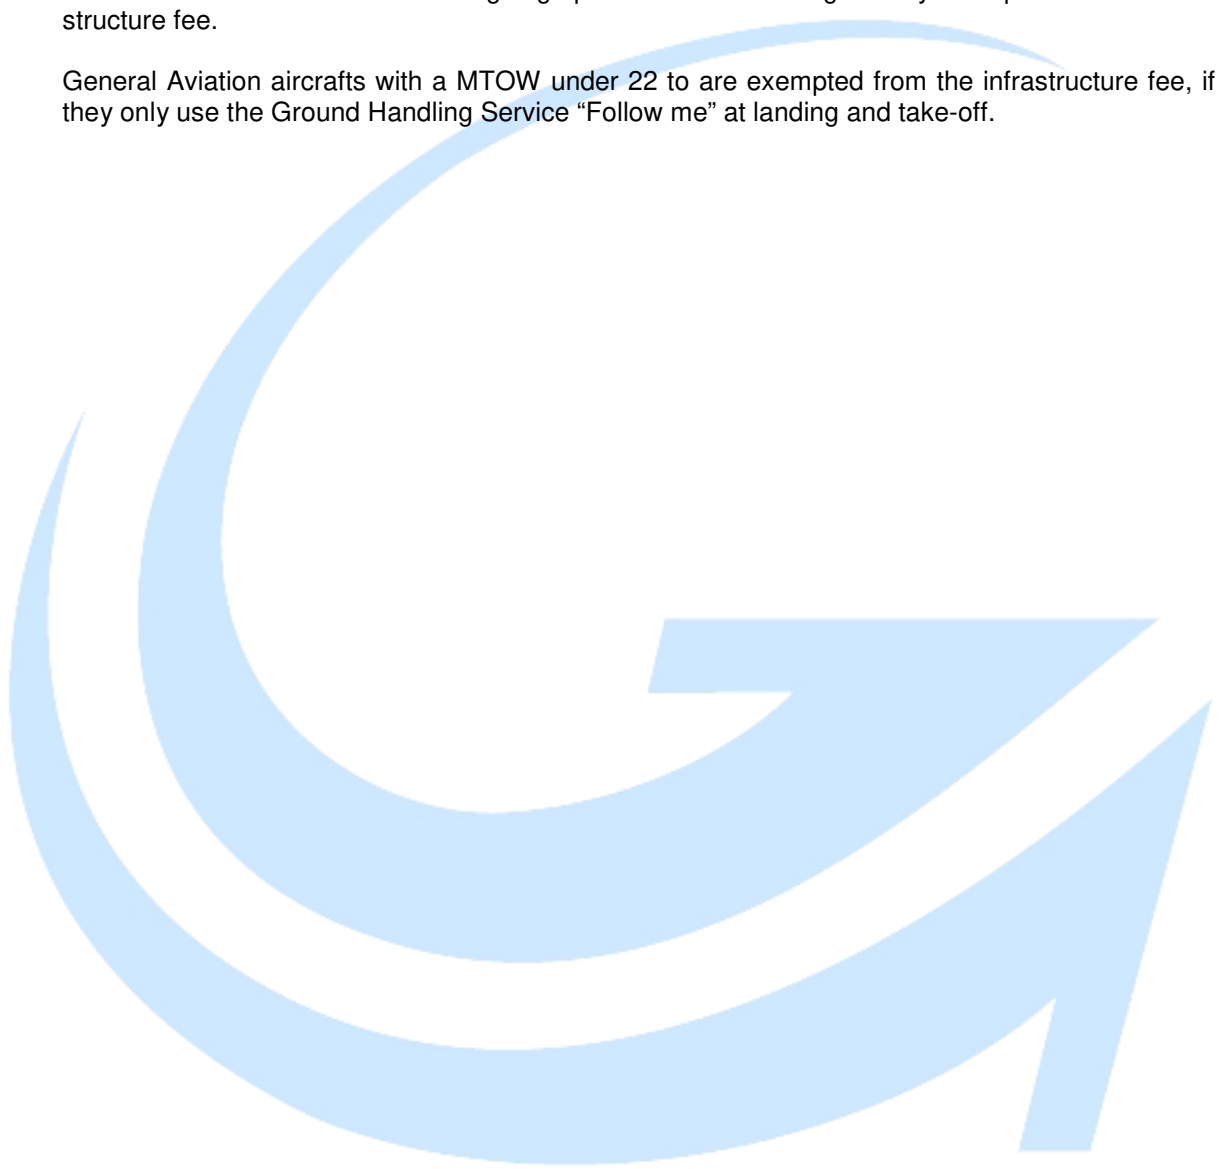 structure fee.
General Aviation aircrafts with a MTOW under 22 to are exempted from the infrastructure fee, if
they only use the Ground Handling Service “Follow me” at landing and take-off.